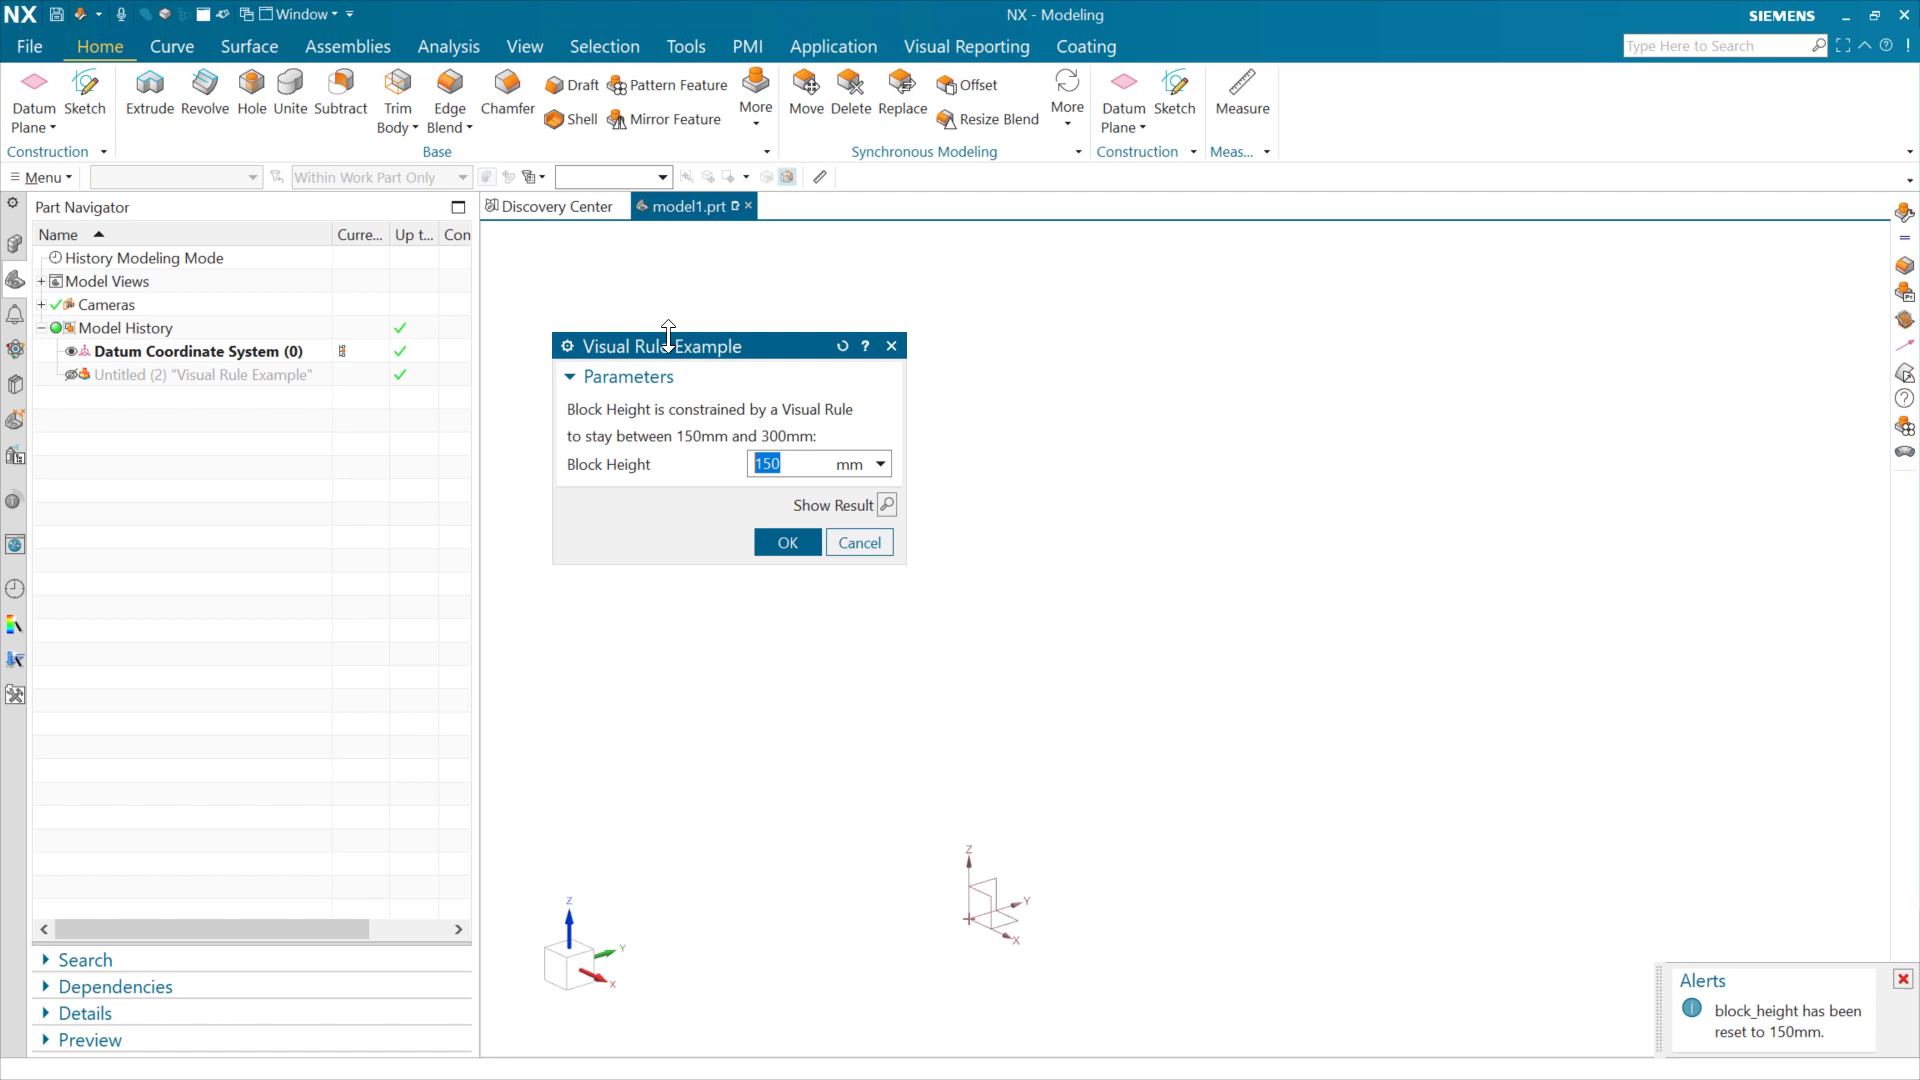 NX
Window
NX - Modeling
SIEMENS
File
Home
Curve
Surface
Assemblies
Analysis
View
Selection
Tools
PMI
Application
Visual Reporting
Coating
Type Here to Search
Datum
Plane
Sketch
Extrude
Revolve
Hole
Unite
Subtract
Trim
Body
Edge
Blend
Chamfer
Draft
Pattern Feature
Shell
Mirror Feature
More
Move
Delete
Replace
Offset
Resize Blend
More
Datum
Plane
Sketch
Measure
Construction
Base
Synchronous Modeling
Construction
Meas...
Menu
Within Work Part Only
Part Navigator
Discovery Center
model1.prt
Name
Curre...
Up t...
Con
History Modeling Mode
Model Views
Cameras
Model History
Datum Coordinate System (0)
Untitled (2) "Visual Rule Example"
Visual Rule Example
Parameters
Block Height is constrained by a Visual Rule
to stay between 150mm and 300mm:
Block Height
150
mm
Show Result
OK
Cancel
Z
Y
X
Z
Y
X
Search
Dependencies
Details
Preview
Alerts
block_height has been
reset to 150mm.